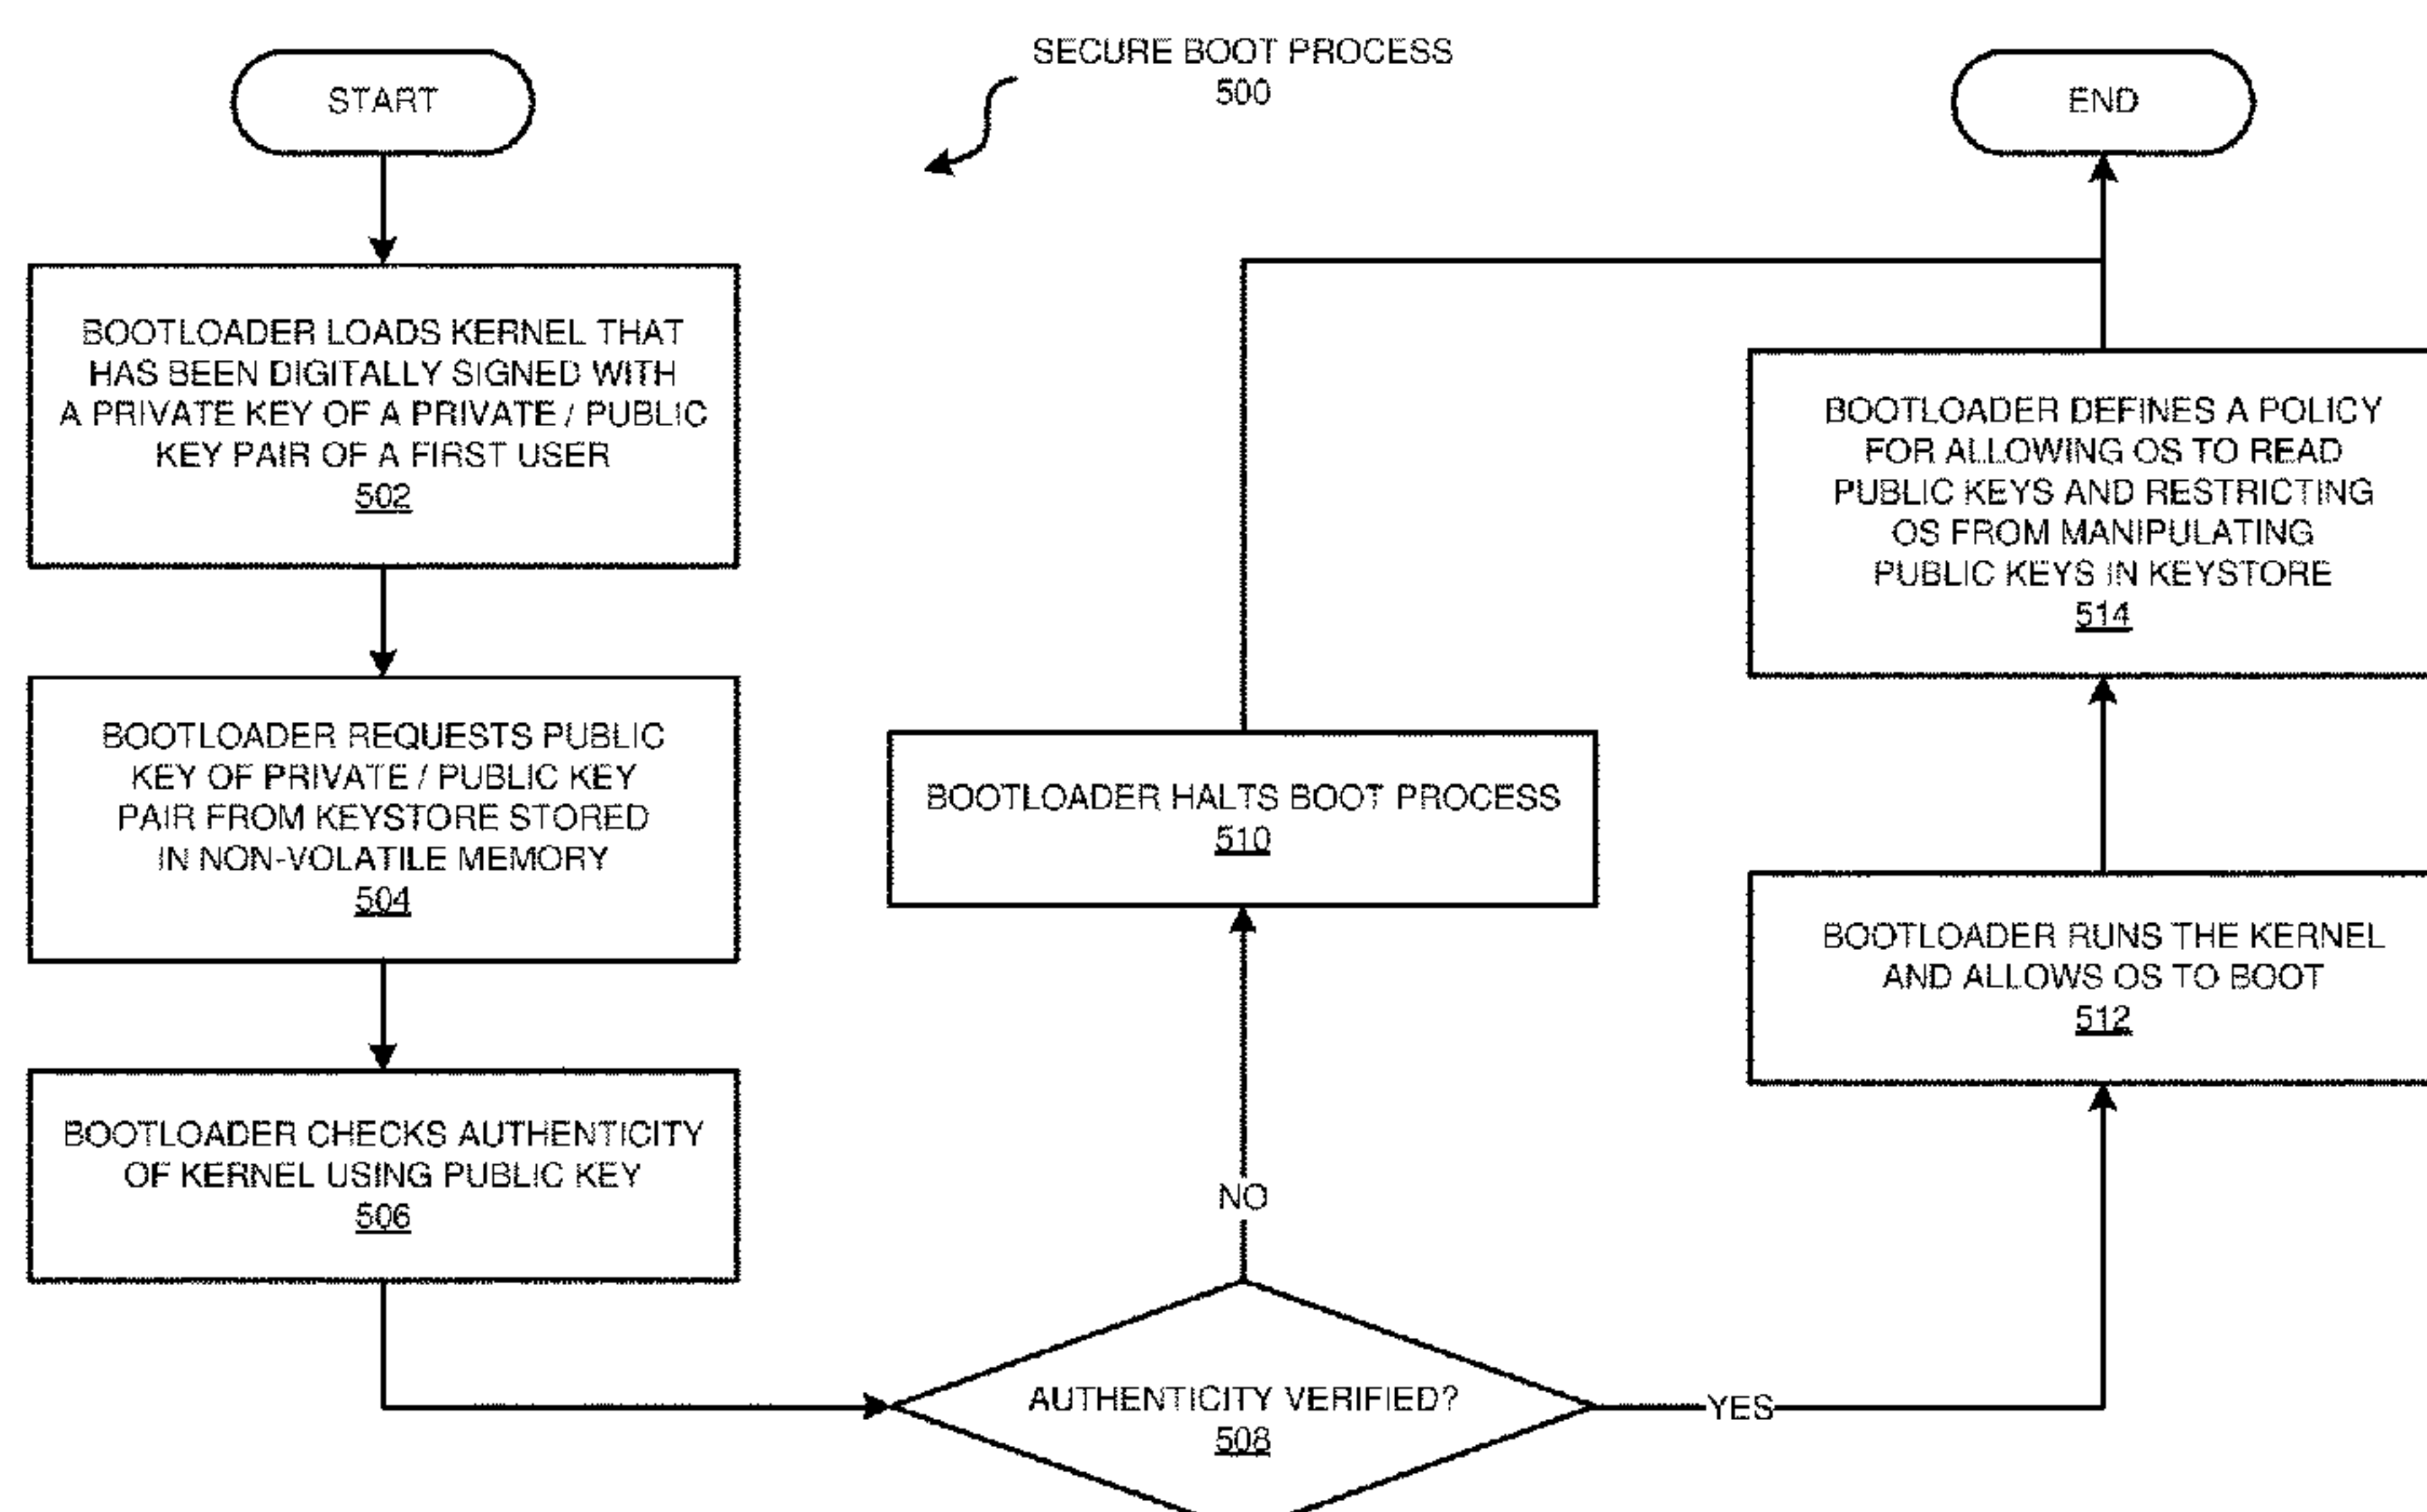 SECURE BOOT PROCESS
500
START
BOOTLOADER LOADS KERNEL THAT
HAS BEEN DIGITALLY SIGNED WITH
A PRIVATE KEY OF A PRIVATE / PUBLIC
KEY PAIR OF A FIRST USER
502
BOOTLOADER REQUESTS PUBLIC
KEY OF PRIVATE / PUBLIC KEY
PAIR FROM KEYSTORE STORED
IN NON-VOLATILE MEMORY
504
BOOTLOADER CHECKS AUTHENTICITY
OF KERNEL USING PUBLIC KEY
506
AUTHENTICITY VERIFIED?
508
NO
BOOTLOADER HALTS BOOT PROCESS
510
YES
BOOTLOADER RUNS THE KERNEL
AND ALLOWS OS TO BOOT
512
BOOTLOADER DEFINES A POLICY
FOR ALLOWING OS TO READ
PUBLIC KEYS AND RESTRICTING
OS FROM MANIPULATING
PUBLIC KEYS IN KEYSTORE
514
END